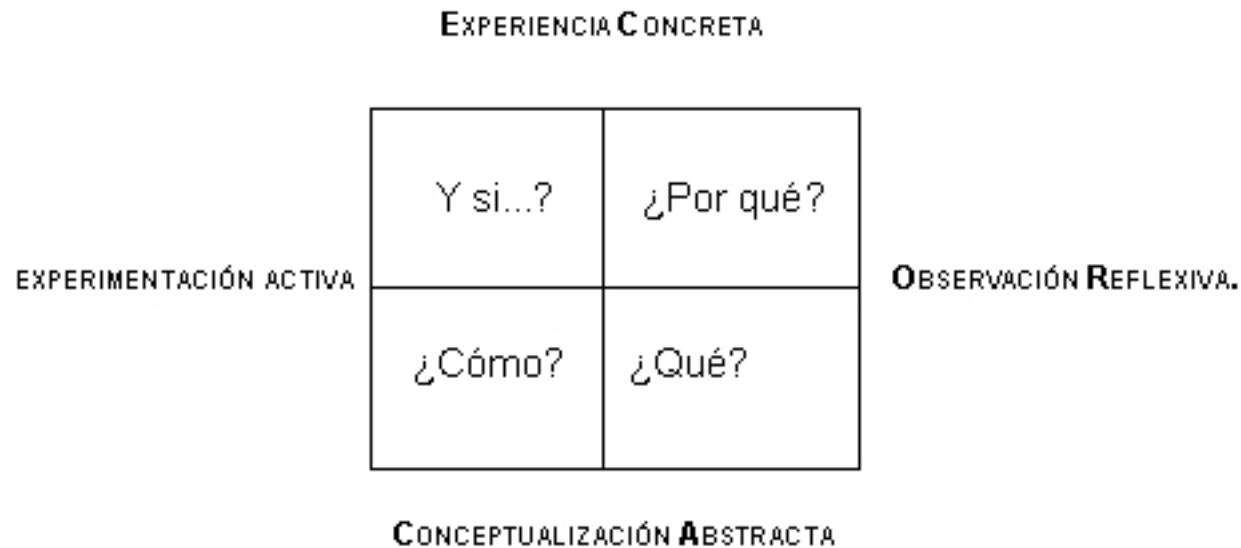 EXPERIENCIA CONCRETA
Y si...? ¿Por qué?
EXPERIMENTACIÓN ACTIVA OBSERVACIÓN REFLEXIVA.
¿Cómo? ¿Qué?
CONCEPTUALIZACIÓN ABSTRACTA